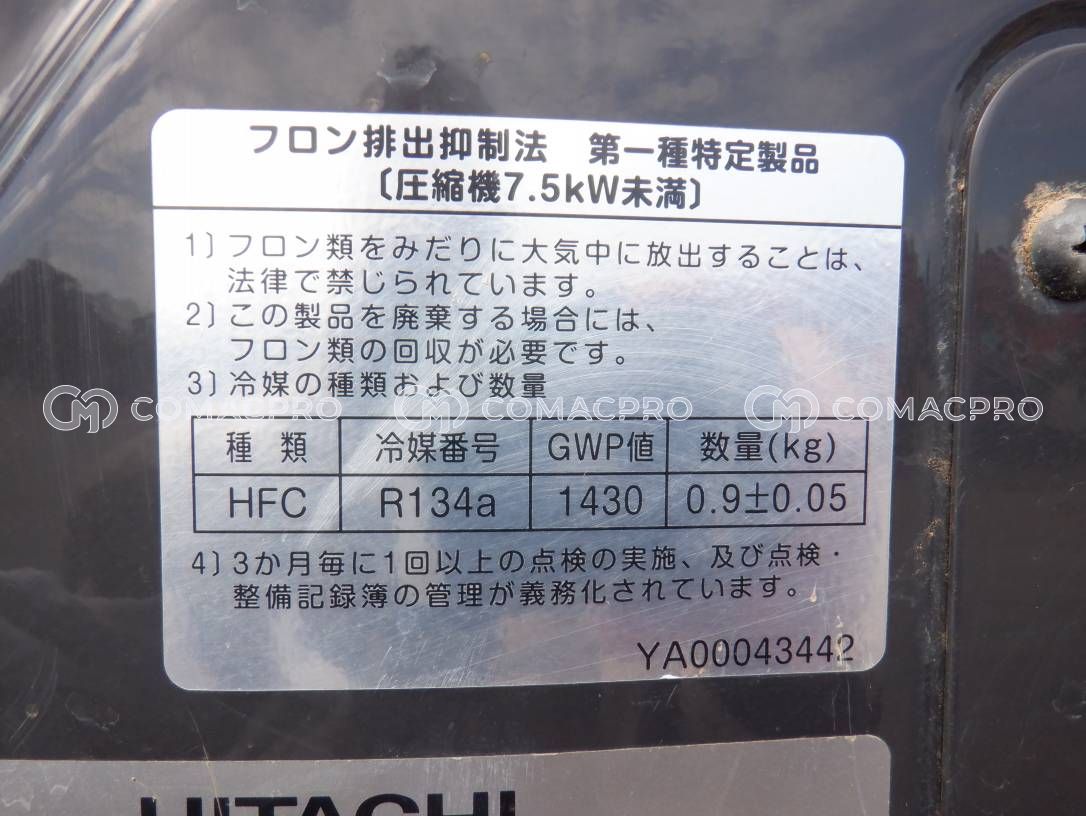 フロン排出抑制法 第一種特定製品
〔圧縮機7.5kW未満〕
1〕フロン類をみだりに大気中に放出することは、
法律で禁じられています。
2〕この製品を廃棄する場合には、
フロン類の回収が必要です。
3〕冷媒の種類および数量
COMACPRO COMACPRO COMACPRO
種 類 冷媒番号 GWP値 数量(kg)
HFC R134a 1430 0.9±0.05
4〕3か月毎に1回以上の点検の実施、及び点検・
整備記録簿の管理が義務化されています。
YA00043442
HITACHI